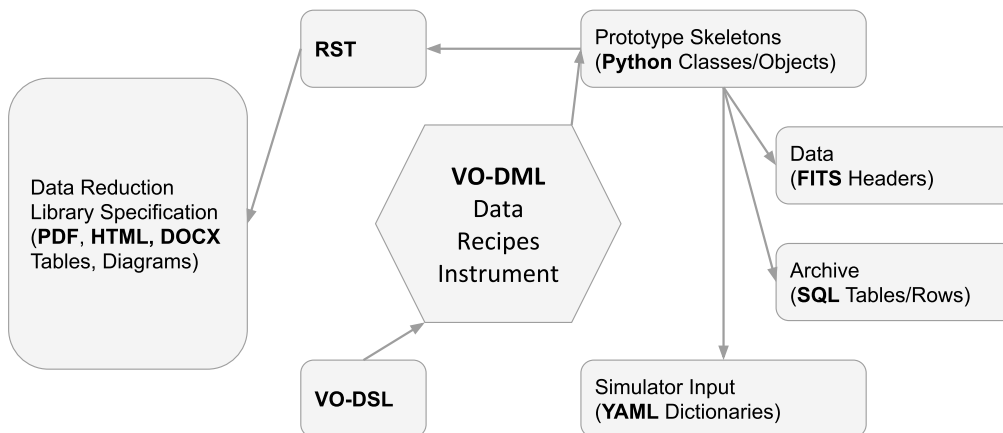 RST
Prototype Skeletons
(Python Classes/Objects)
Data Reduction
Library Specification
(PDF, HTML, DOCX
Tables, Diagrams)
VO-DML
Data
Recipes
Instrument
Data
(FITS Headers)
Archive
(SQL Tables/Rows)
VO-DSL
Simulator Input
(YAML Dictionaries)